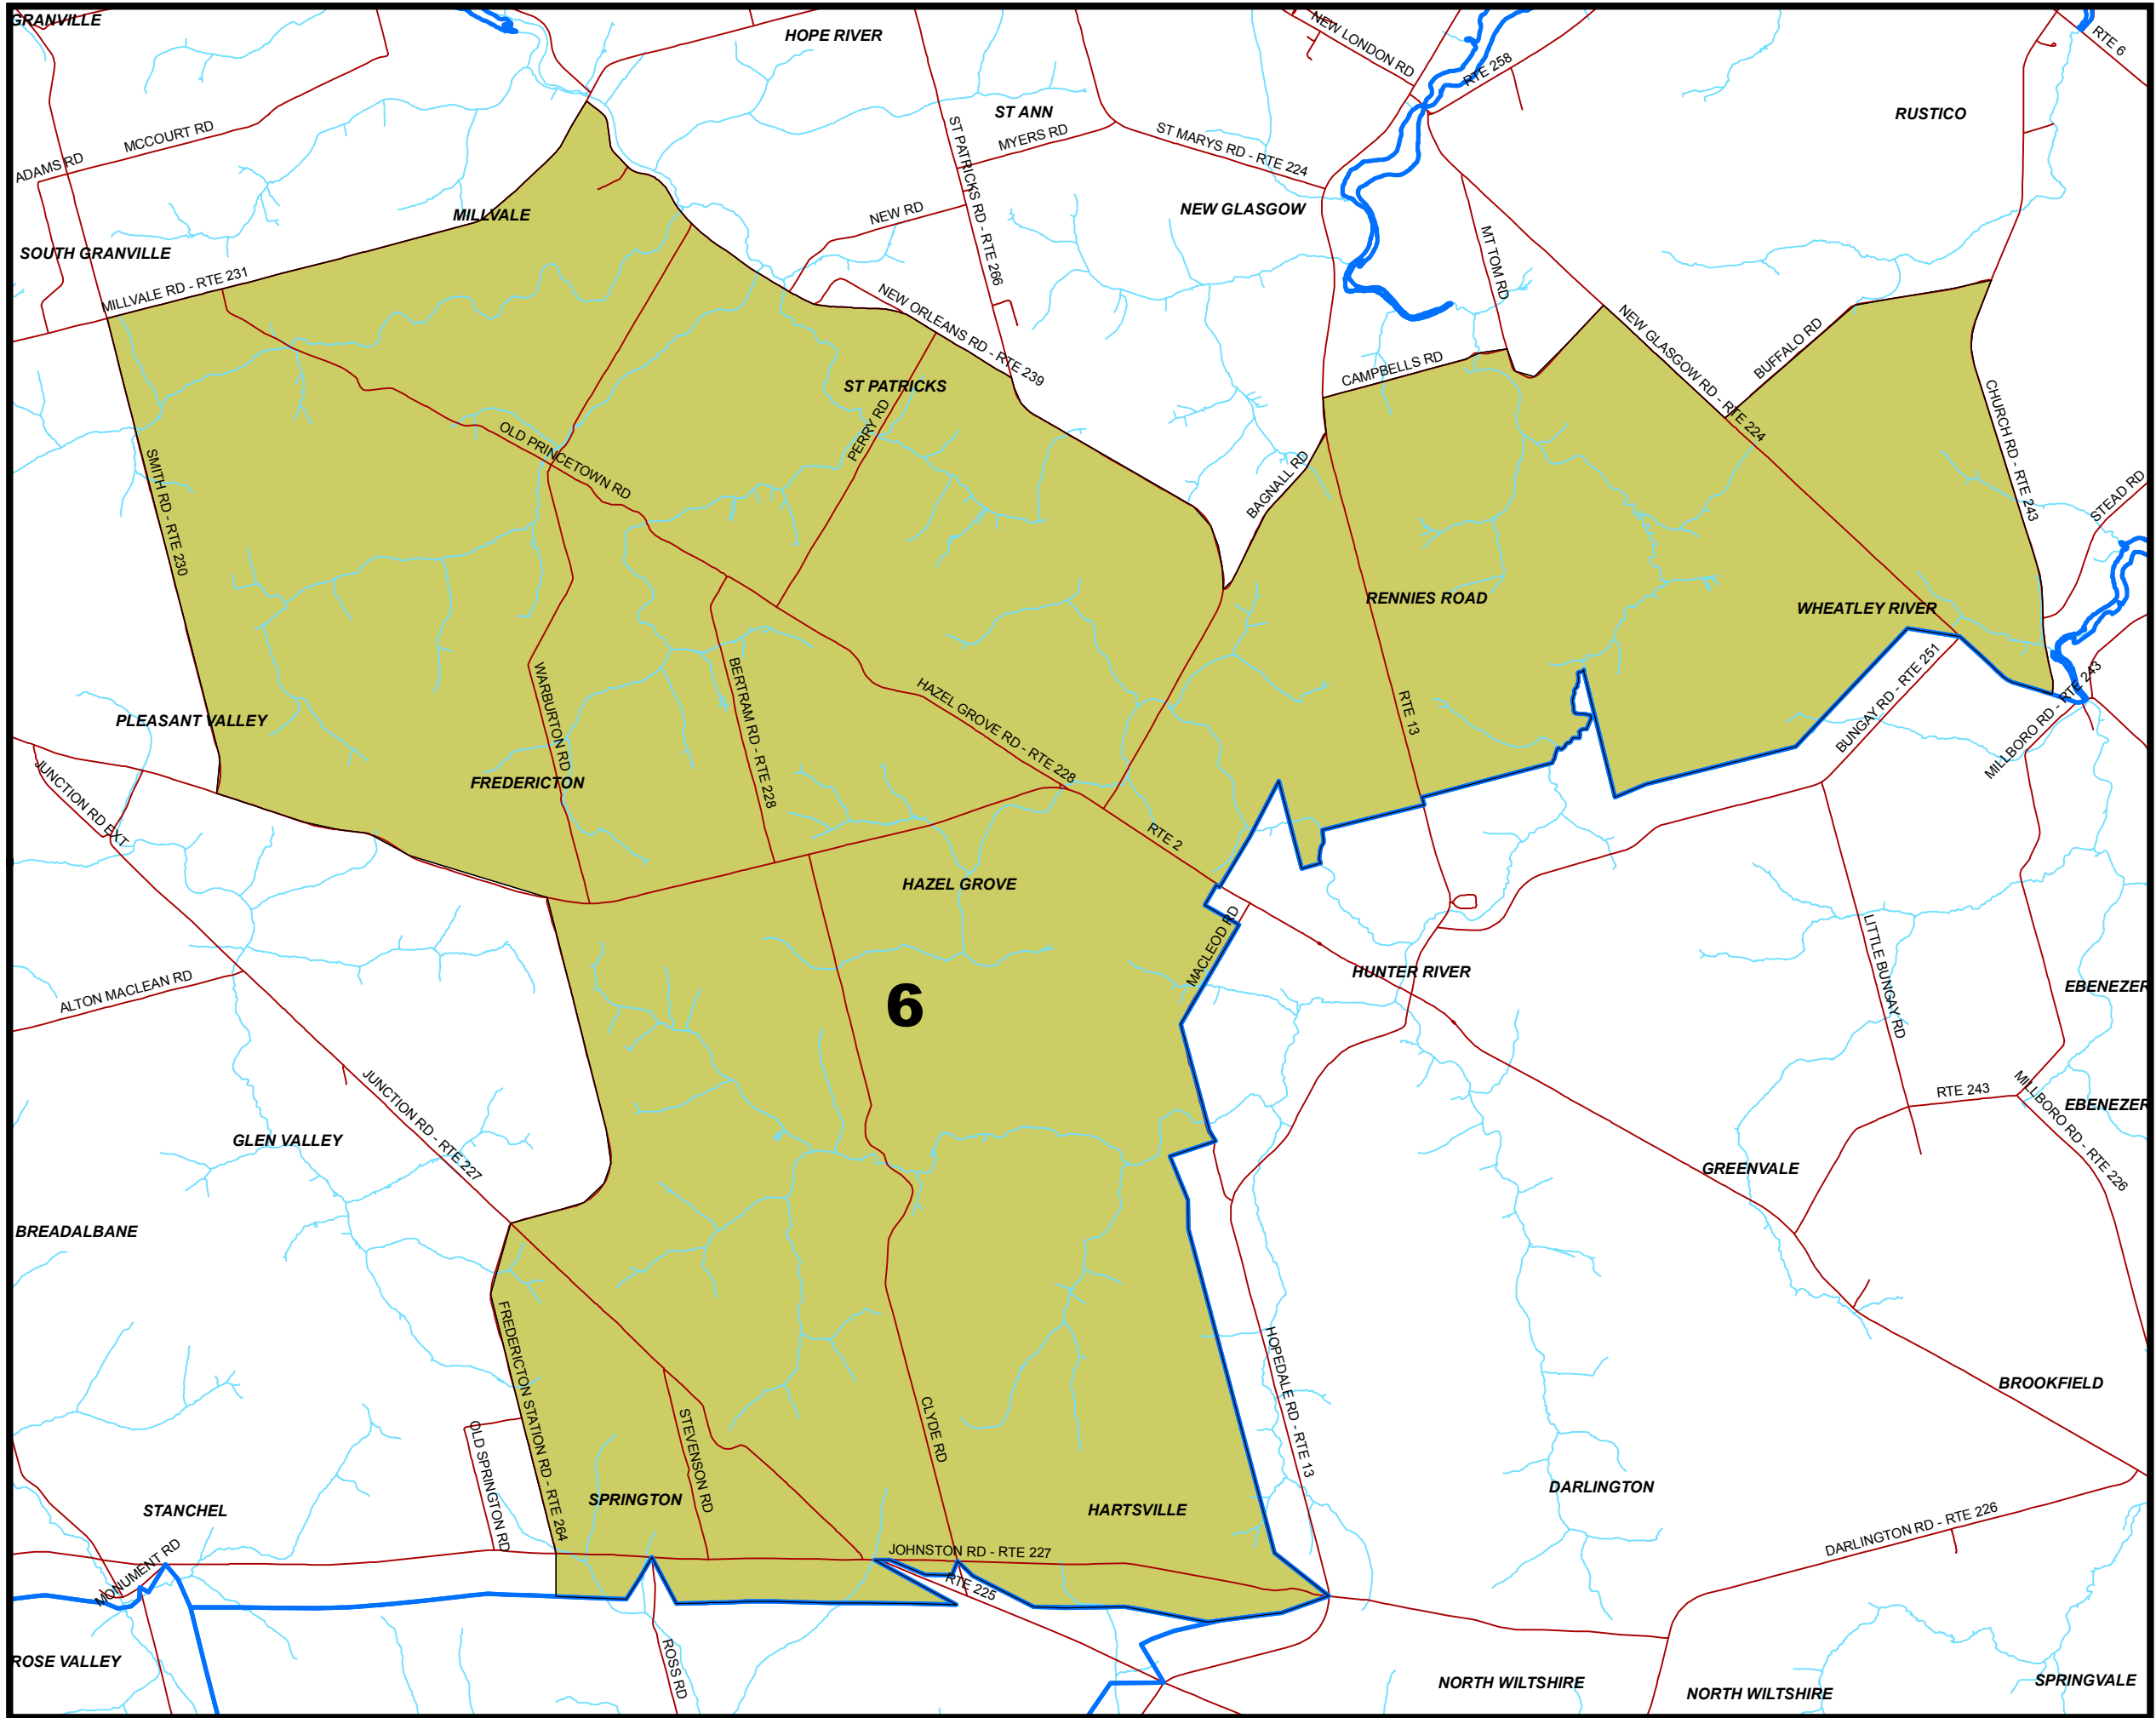 GRANVILLE
HOPE RIVER
NEW LONDON RD
RTE 258
RTE 6
RUSTICO
ST ANN
MCCOURT RD
ADAMS RD
MYERS RD
ST PATRICKS RD - RTE 266
ST MARYS RD - RTE 224
NEW GLASGOW
NEW RD
MILLVALE
SOUTH GRANVILLE
MILLVALE RD - RTE 231
MT TOM RD
NEW ORLEANS RD - RTE 239
NEW GLASGOW RD - RTE 224
BUFFALO RD
CAMPBELLS RD
ST PATRICKS
PERRY RD
CHURCH RD - RTE 243
OLD PRINCETOWN RD
SMITH RD - RTE 230
BAGNALL RD
STEAD RD
RENNIES ROAD
WHEATLEY RIVER
WARBURTON RD
BERTRAM RD - RTE 228
HAZEL GROVE RD - RTE 228
RTE 13
BUNGAY RD - RTE 251
MILLBORO RD - RTE 243
PLEASANT VALLEY
JUNCTION RD EXT
FREDERICTON
RTE 2
HAZEL GROVE
MACLEOD RD
LITTLE BUNGAY RD
HUNTER RIVER
ALTON MACLEAN RD
6
EBENEZER
JUNCTION RD - RTE 227
RTE 243
MILLBORO RD - RTE 226
EBENEZER
GLEN VALLEY
GREENVALE
BREADALBANE
FREDERICTON STATION RD - RTE 264
HOPEDALE RD - RTE 13
BROOKFIELD
CLYDE RD
STEVENSON RD
OLD SPRINGTON RD
SPRINGTON
STANCHEL
HARTSVILLE
DARLINGTON
DARLINGTON RD - RTE 226
MONUMENT RD
JOHNSTON RD - RTE 227
RTE 225
ROSS RD
ROSE VALLEY
NORTH WILTSHIRE
NORTH WILTSHIRE
SPRINGVALE